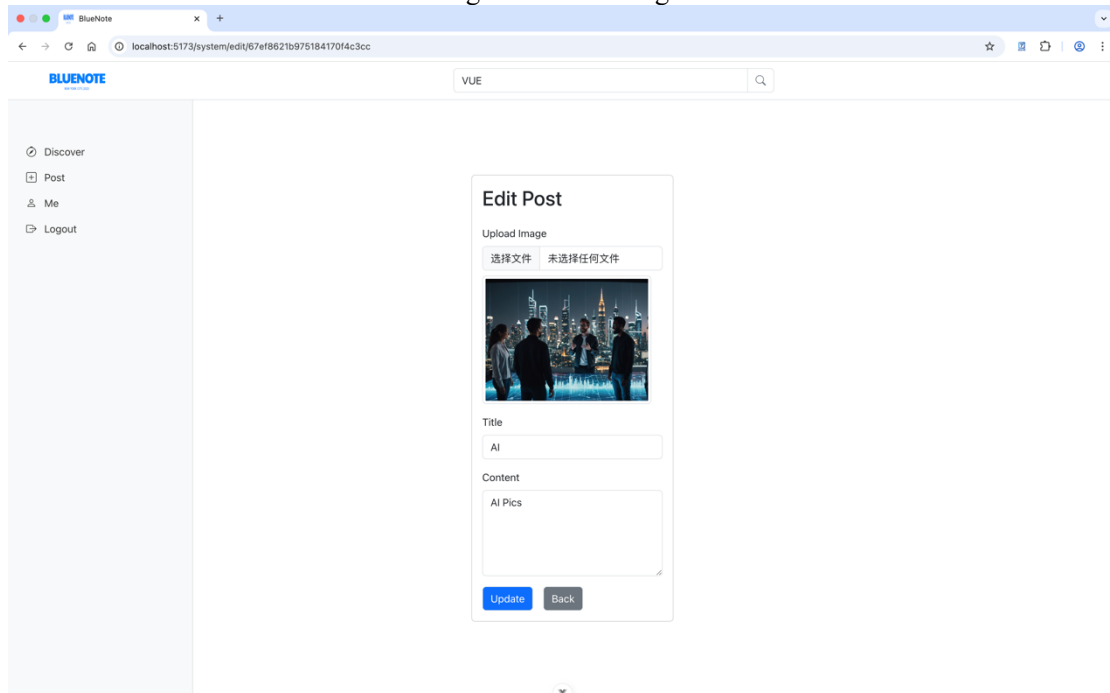 BlueNote
localhost:5173/system/edit/67ef8621b975184170f4c3cc
BLUENOTE
VUE
Discover
Post
Me
Logout
Edit Post
Upload Image
选择文件 未选择任何文件
Title
AI
Content
AI Pics
Update Back